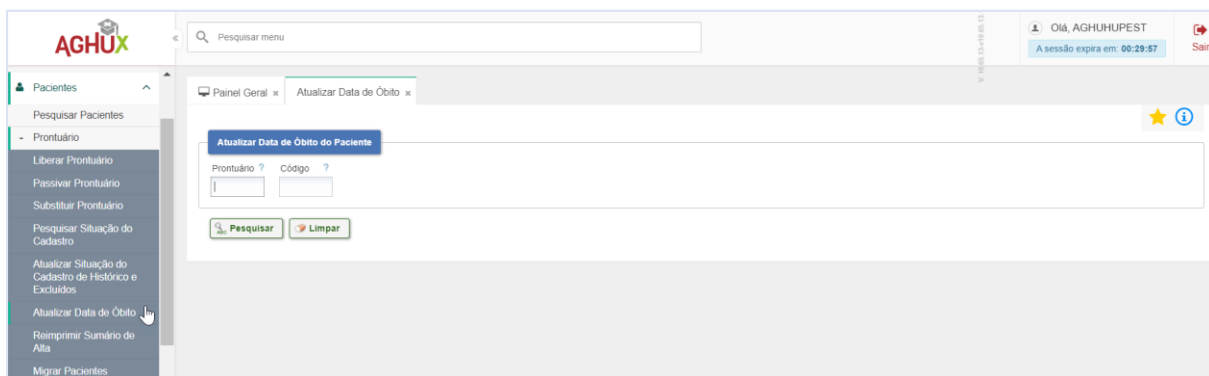 AGHUX
«
Pesquisar menu
Olá, AGHUHUPEST
A sessão expira em: 00:29:57
Sair
Pacientes
Pesquisar Pacientes
- Prontuário
Liberar Prontuário
Passivar Prontuário
Substituir Prontuário
Pesquisar Situação do
Cadastro
Atualizar Situação do
Cadastro de Histórico e
Excluídos
Atualizar Data de Óbito
Reimprimir Sumário de
Alta
Migrar Pacientes
Painel Geral × Atualizar Data de Óbito ×
Atualizar Data de Óbito do Paciente
Prontuário ? Código ?
Pesquisar Limpar